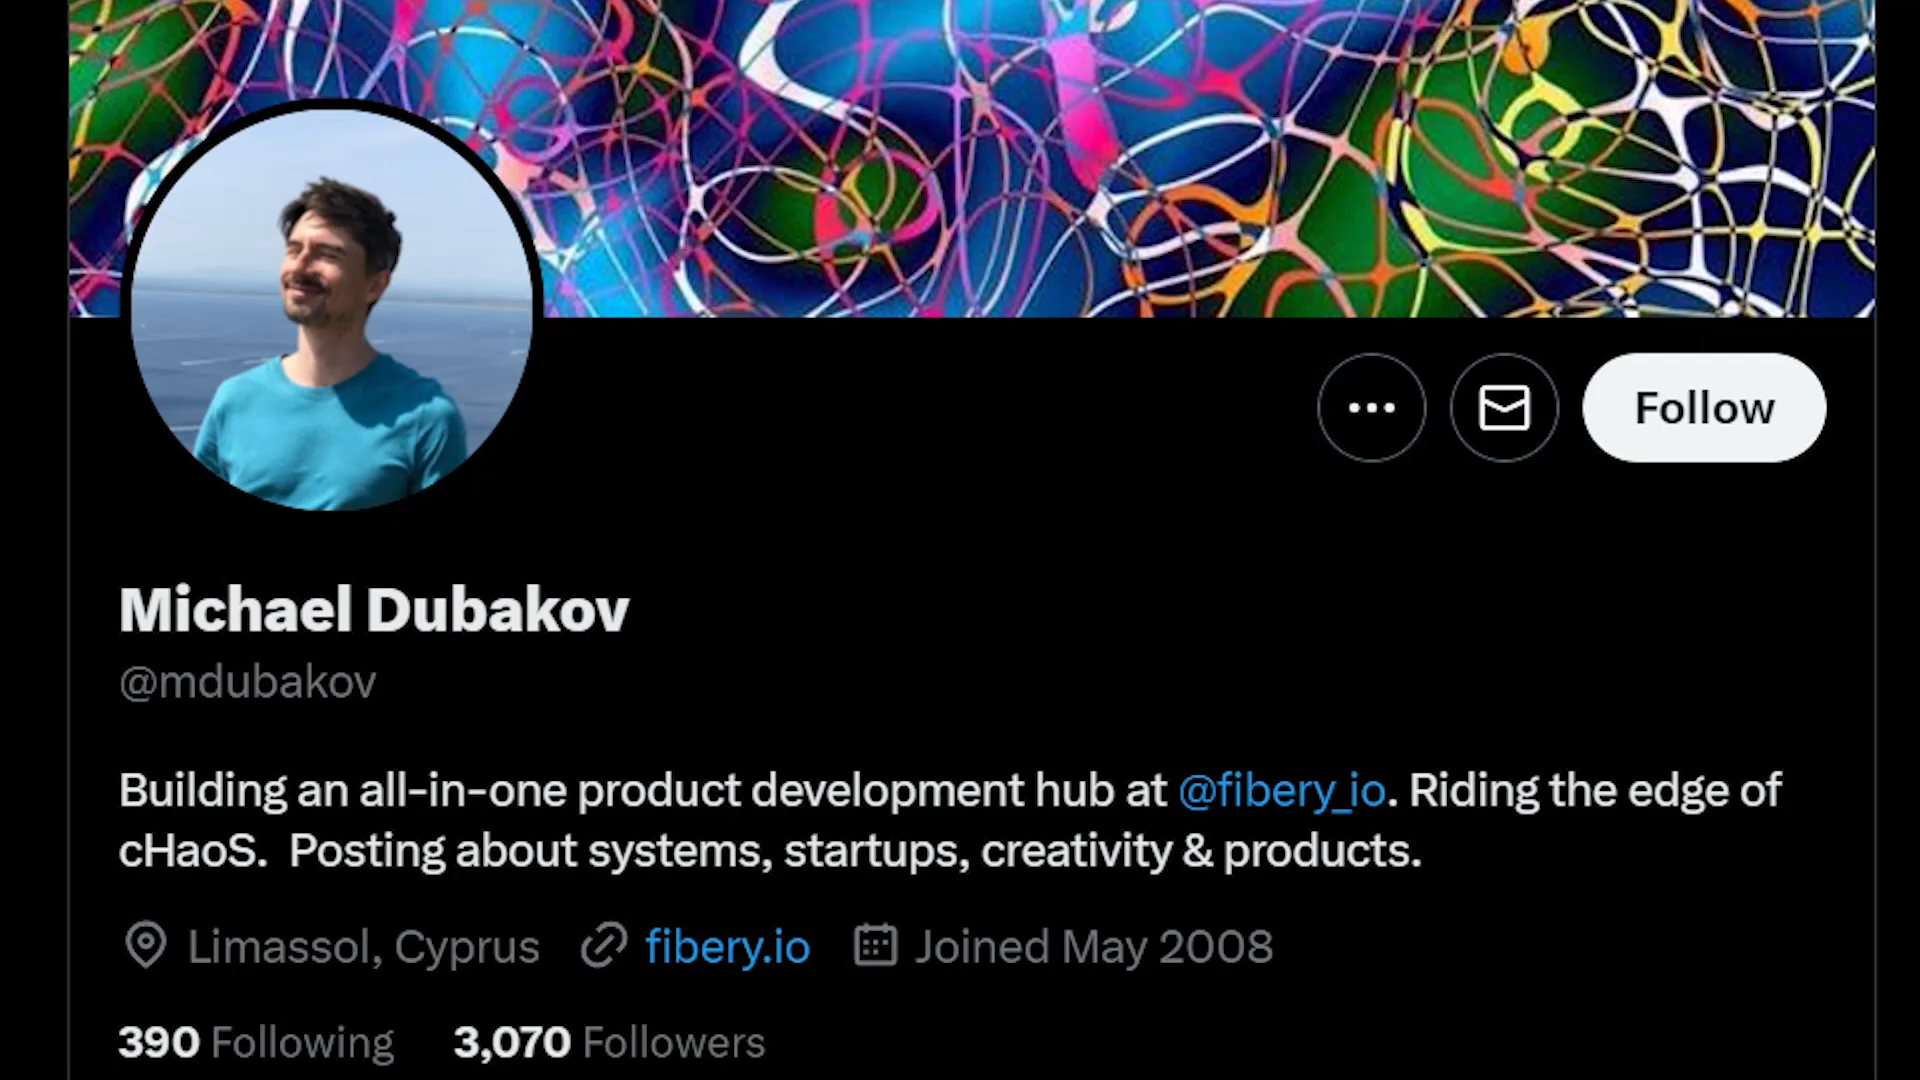 Follow
Michael Dubakov
@mdubakov
Building an all-in-one product development hub at @fibery_io. Riding the edge of
cHaoS.  Posting about systems, startups, creativity & products.
Limassol, Cyprus fibery.io Joined May 2008
390 Following 3,070 Followers